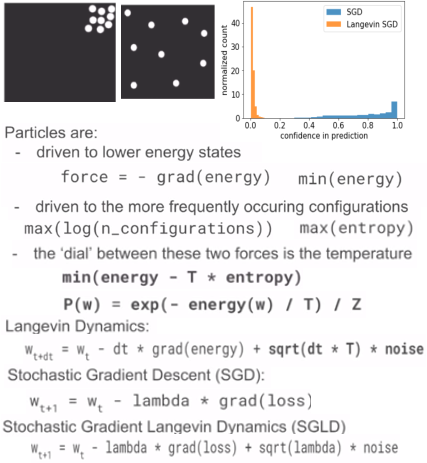 SGD
Langevin SGD
normalized count
40
30
20
10
0
0.0 0.2 0.4 0.6 0.8 1.0
confidence in prediction
Particles are:
- driven to lower energy states
force = - grad(energy) min(energy)
- driven to the more frequently occuring configurations
max(log(n_configurations)) max(entropy)
- the ‘dial’ between these two forces is the temperature
min(energy - T * entropy)
P(w) = exp(- energy(w) / T) / Z
Langevin Dynamics:
w_{t+dt} = w_t - dt * grad(energy) + sqrt(dt * T) * noise
Stochastic Gradient Descent (SGD):
w_{t+1} = w_t - lambda * grad(loss)
Stochastic Gradient Langevin Dynamics (SGLD)
w_{t+1} = w_t - lambda * grad(loss) + sqrt(lambda) * noise